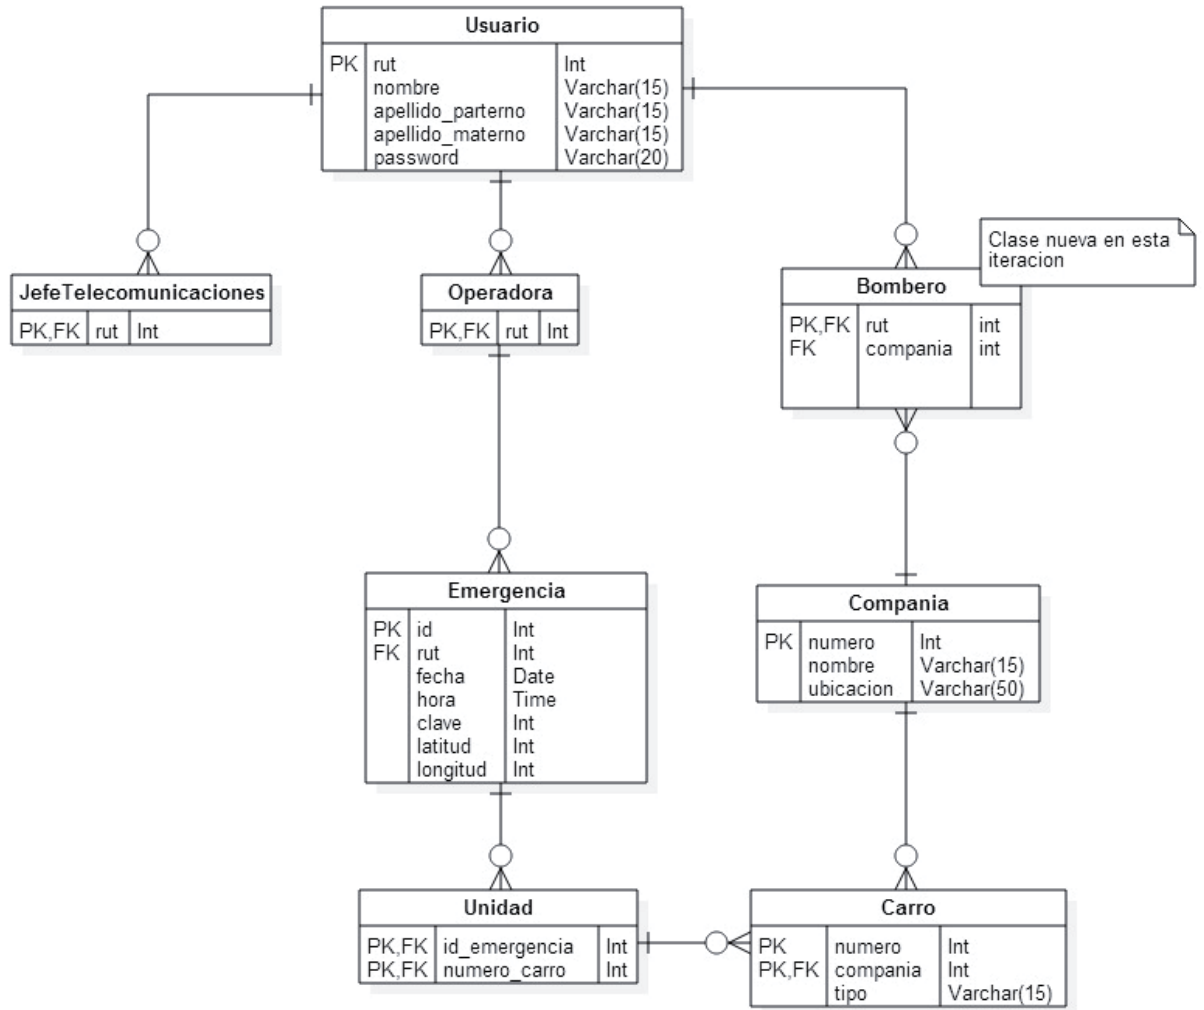 Usuario
PK rut Int
nombre Varchar(15)
apellido_parterno Varchar(15)
apellido_materno Varchar(15)
password Varchar(20)
Clase nueva en esta
iteracion
JefeTelecomunicaciones
PK,FK rut Int
Operadora
PK,FK rut Int
Bombero
PK,FK rut int
FK compania int
Emergencia
PK id Int
FK rut Int
fecha Date
hora Time
clave Int
latitud Int
longitud Int
Compania
PK numero Int
nombre Varchar(15)
ubicacion Varchar(50)
Unidad
PK,FK id_emergencia Int
PK,FK numero_carro Int
Carro
PK numero Int
PK,FK compania Int
tipo Varchar(15)